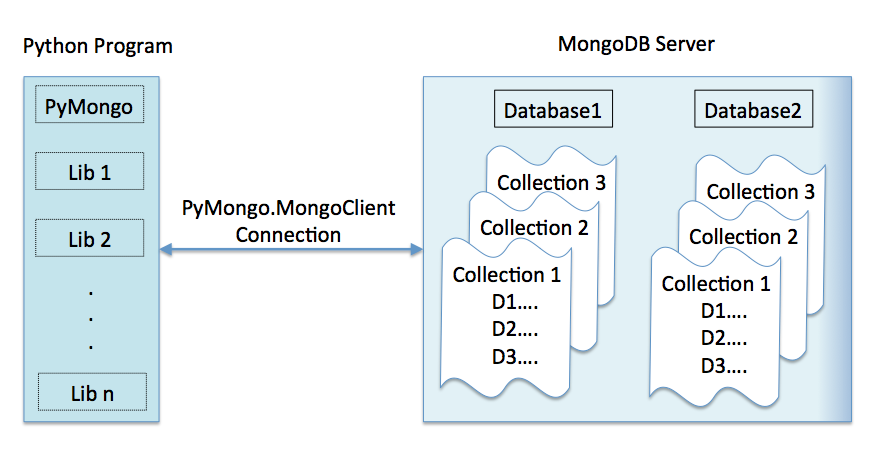 Python Program
PyMongo
Lib 1
Lib 2
.
.
.
Lib n
PyMongo.MongoClient
Connection
MongoDB Server
Database1
Collection 3
Collection 2
Collection 1
D1....
D2....
D3....
Database2
Collection 3
Collection 2
Collection 1
D1....
D2....
D3....